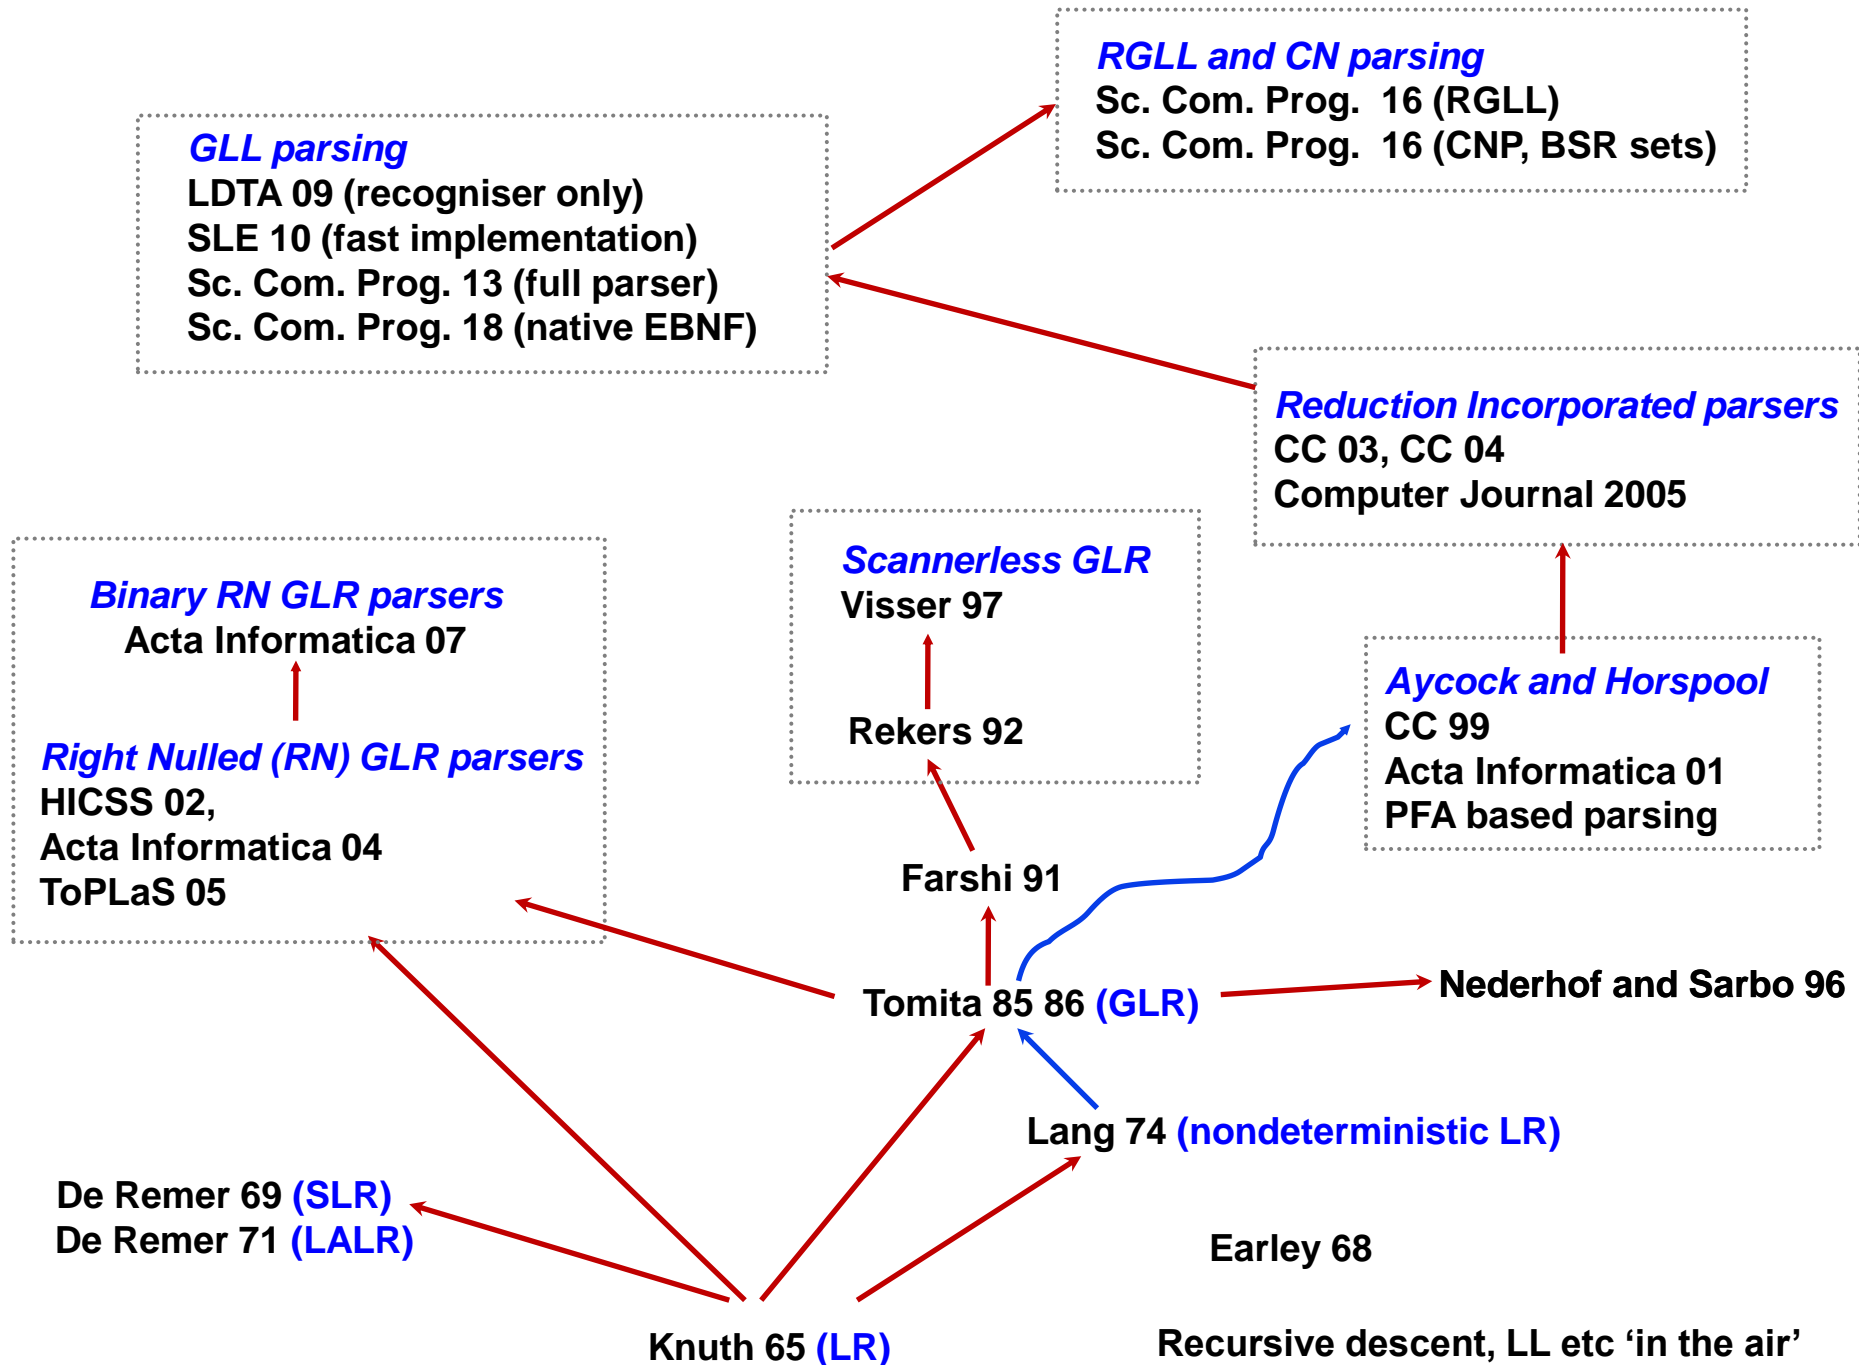 RGLL and CN parsing
Sc. Com. Prog.  16 (RGLL)
Sc. Com. Prog.  16 (CNP, BSR sets)
GLL parsing
LDTA 09 (recogniser only)
SLE 10 (fast implementation)
Sc. Com. Prog. 13 (full parser)
Sc. Com. Prog. 18 (native EBNF)
Reduction Incorporated parsers
CC 03, CC 04
Computer Journal 2005
Binary RN GLR parsers
Acta Informatica 07
Right Nulled (RN) GLR parsers
HICSS 02,
Acta Informatica 04
ToPLaS 05
Scannerless GLR
Visser 97
Rekers 92
Aycock and Horspool
CC 99
Acta Informatica 01
PFA based parsing
Farshi 91
Tomita 85 86 (GLR)
Nederhof and Sarbo 96
Lang 74 (nondeterministic LR)
De Remer 69 (SLR)
De Remer 71 (LALR)
Earley 68
Knuth 65 (LR)
Recursive descent, LL etc ‘in the air’